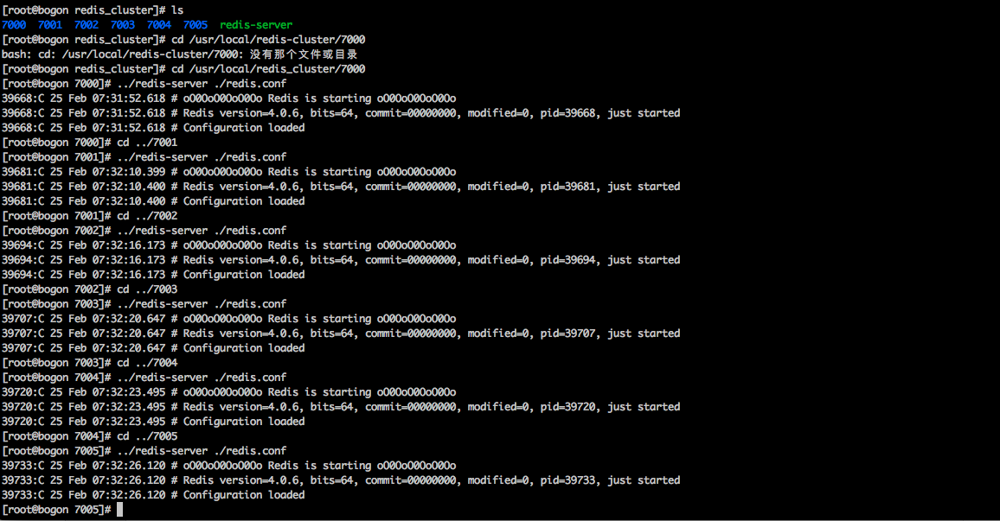 [root@bogon redis_cluster]# ls
7000  7001  7002  7003  7004  7005  redis-server
[root@bogon redis_cluster]# cd /usr/local/redis-cluster/7000
bash: cd: /usr/local/redis-cluster/7000: 没有那个文件或目录
[root@bogon redis_cluster]# cd /usr/local/redis_cluster/7000
[root@bogon 7000]# ../redis-server ./redis.conf
39668:C 25 Feb 07:31:52.618 # oO0OoO0OoO0Oo Redis is starting oO0OoO0OoO0Oo
39668:C 25 Feb 07:31:52.618 # Redis version=4.0.6, bits=64, commit=00000000, modified=0, pid=39668, just started
39668:C 25 Feb 07:31:52.618 # Configuration loaded
[root@bogon 7000]# cd ../7001
[root@bogon 7001]# ../redis-server ./redis.conf
39681:C 25 Feb 07:32:10.399 # oO0OoO0OoO0Oo Redis is starting oO0OoO0OoO0Oo
39681:C 25 Feb 07:32:10.400 # Redis version=4.0.6, bits=64, commit=00000000, modified=0, pid=39681, just started
39681:C 25 Feb 07:32:10.400 # Configuration loaded
[root@bogon 7001]# cd ../7002
[root@bogon 7002]# ../redis-server ./redis.conf
39694:C 25 Feb 07:32:16.173 # oO0OoO0OoO0Oo Redis is starting oO0OoO0OoO0Oo
39694:C 25 Feb 07:32:16.173 # Redis version=4.0.6, bits=64, commit=00000000, modified=0, pid=39694, just started
39694:C 25 Feb 07:32:16.173 # Configuration loaded
[root@bogon 7002]# cd ../7003
[root@bogon 7003]# ../redis-server ./redis.conf
39707:C 25 Feb 07:32:20.647 # oO0OoO0OoO0Oo Redis is starting oO0OoO0OoO0Oo
39707:C 25 Feb 07:32:20.647 # Redis version=4.0.6, bits=64, commit=00000000, modified=0, pid=39707, just started
39707:C 25 Feb 07:32:20.647 # Configuration loaded
[root@bogon 7003]# cd ../7004
[root@bogon 7004]# ../redis-server ./redis.conf
39720:C 25 Feb 07:32:23.495 # oO0OoO0OoO0Oo Redis is starting oO0OoO0OoO0Oo
39720:C 25 Feb 07:32:23.495 # Redis version=4.0.6, bits=64, commit=00000000, modified=0, pid=39720, just started
39720:C 25 Feb 07:32:23.495 # Configuration loaded
[root@bogon 7004]# cd ../7005
[root@bogon 7005]# ../redis-server ./redis.conf
39733:C 25 Feb 07:32:26.120 # oO0OoO0OoO0Oo Redis is starting oO0OoO0OoO0Oo
39733:C 25 Feb 07:32:26.120 # Redis version=4.0.6, bits=64, commit=00000000, modified=0, pid=39733, just started
39733:C 25 Feb 07:32:26.120 # Configuration loaded
[root@bogon 7005]#